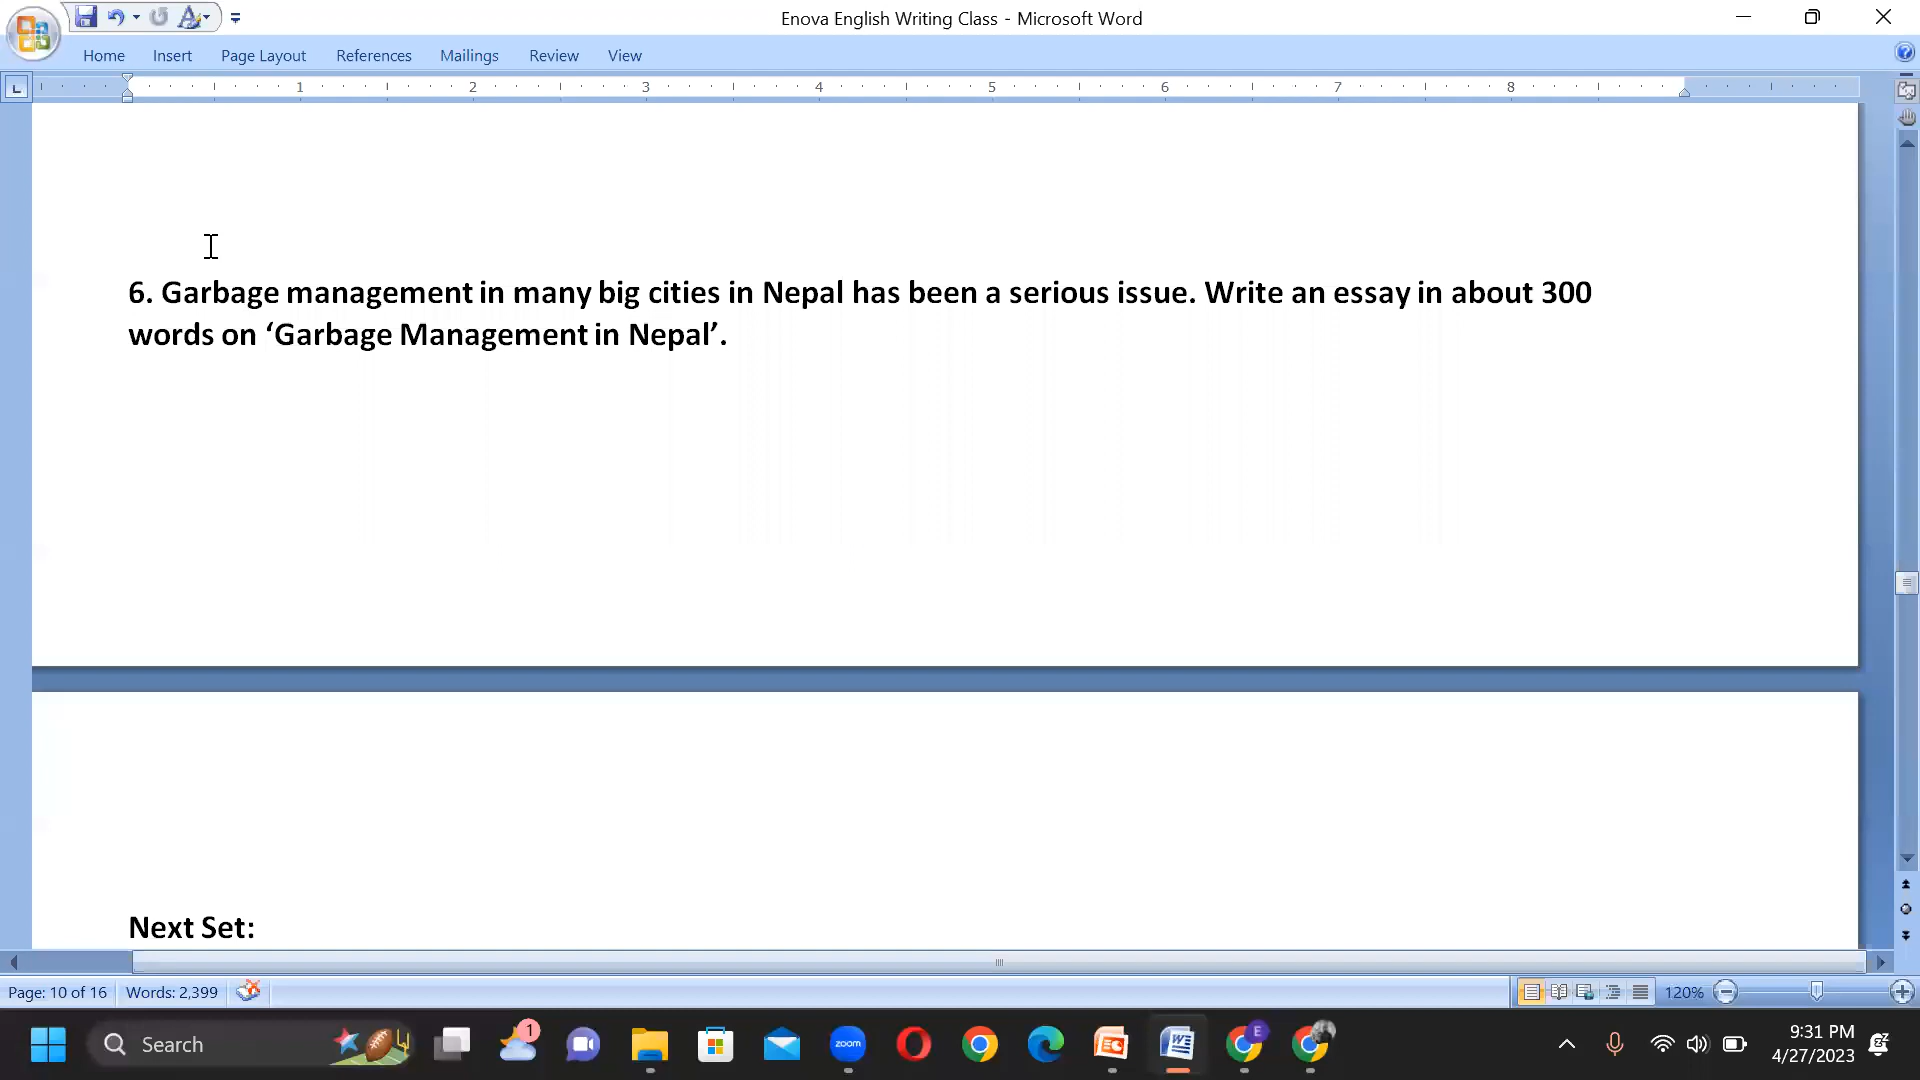 Enova English Writing Class - Microsoft Word
Home Insert Page Layout References Mailings Review View
1 2 3 4 5 6 7 8
6. Garbage management in many big cities in Nepal has been a serious issue. Write an essay in about 300
words on ‘Garbage Management in Nepal’.
Next Set:
Page: 10 of 16 Words: 2,399 120%
Search 1 zoom E 9:31 PM
4/27/2023